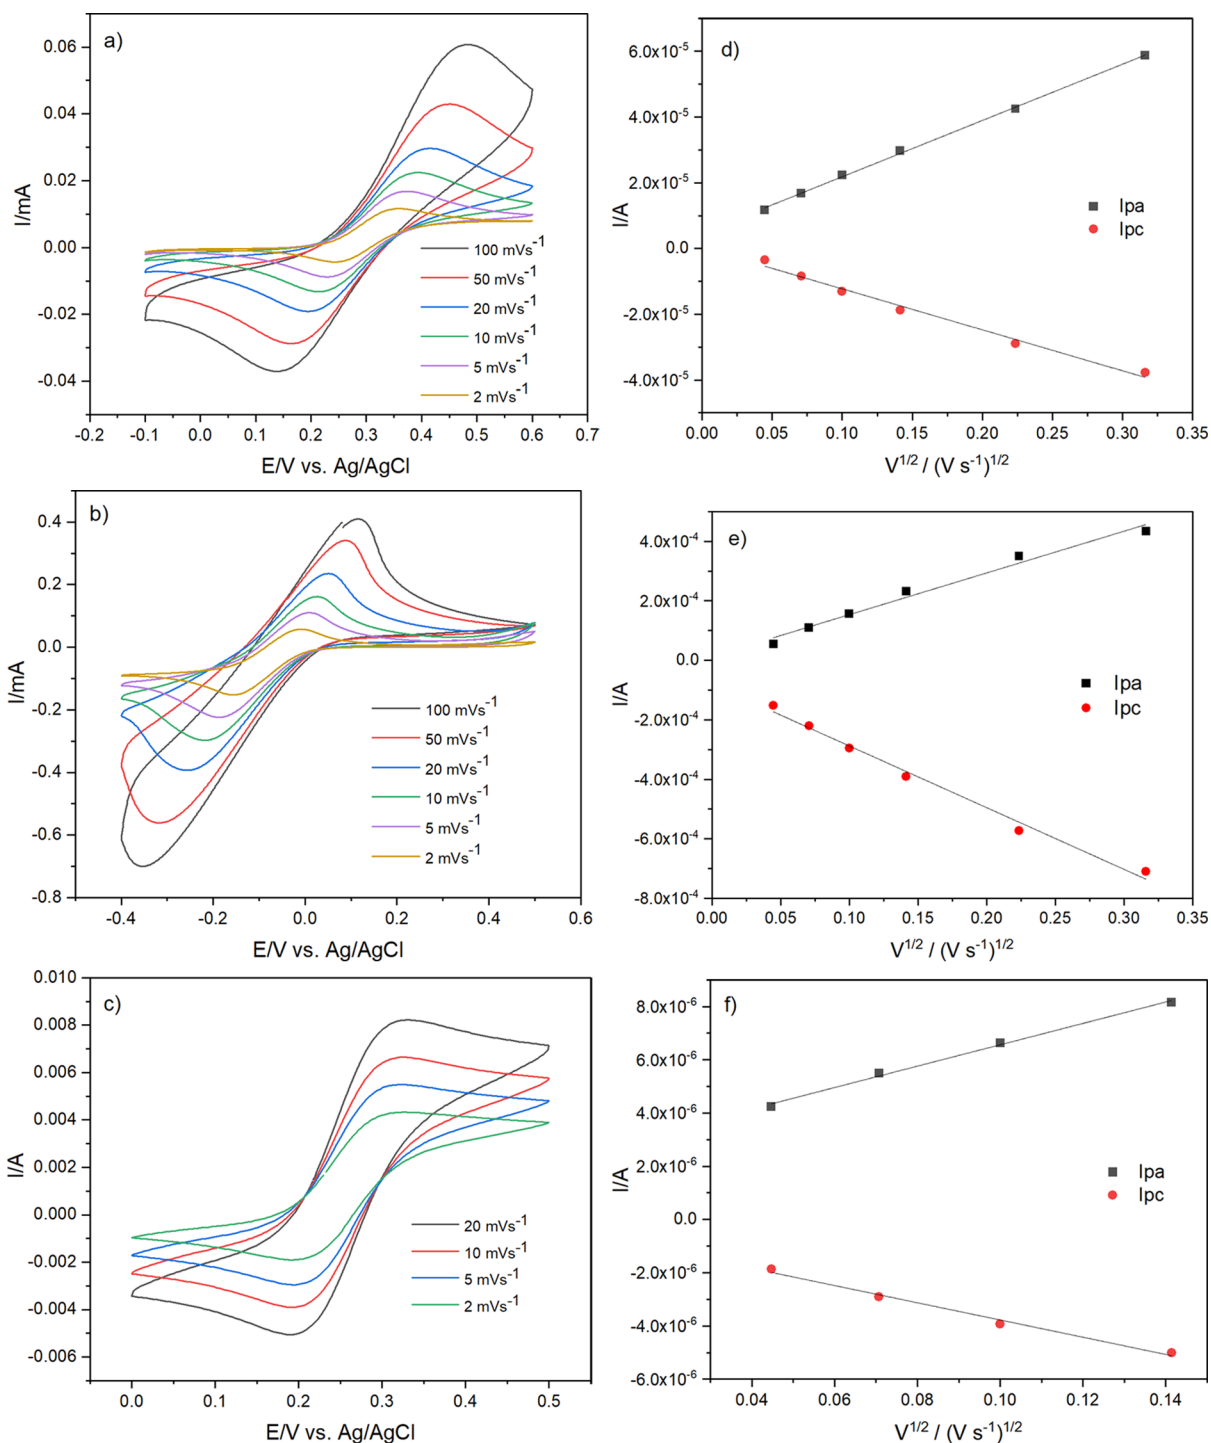 a)
0.06
0.04
0.02
0.00
-0.02
-0.04
I/mA
100 mVs-1
50 mVs-1
20 mVs-1
10 mVs-1
5 mVs-1
2 mVs-1
-0.2 -0.1 0.0 0.1 0.2 0.3 0.4 0.5 0.6 0.7
E/V vs. Ag/AgCl
d)
6.0x10-5
4.0x10-5
2.0x10-5
0.0
-2.0x10-5
-4.0x10-5
I/A
Ipa
Ipc
0.00 0.05 0.10 0.15 0.20 0.25 0.30 0.35
V1/2 / (V s-1)1/2
b)
0.4
0.2
0.0
-0.2
-0.4
-0.6
-0.8
I/mA
100 mVs-1
50 mVs-1
20 mVs-1
10 mVs-1
5 mVs-1
2 mVs-1
-0.4 -0.2 0.0 0.2 0.4 0.6
E/V vs. Ag/AgCl
e)
4.0x10-4
2.0x10-4
0.0
-2.0x10-4
-4.0x10-4
-6.0x10-4
-8.0x10-4
I/A
Ipa
Ipc
0.00 0.05 0.10 0.15 0.20 0.25 0.30 0.35
V1/2 / (V s-1)1/2
c)
0.010
0.008
0.006
0.004
0.002
0.000
-0.002
-0.004
-0.006
I/A
20 mVs-1
10 mVs-1
5 mVs-1
2 mVs-1
0.0 0.1 0.2 0.3 0.4 0.5
E/V vs. Ag/AgCl
f)
8.0x10-6
6.0x10-6
4.0x10-6
2.0x10-6
0.0
-2.0x10-6
-4.0x10-6
-6.0x10-6
I/A
Ipa
Ipc
0.04 0.06 0.08 0.10 0.12 0.14
V1/2 / (V s-1)1/2